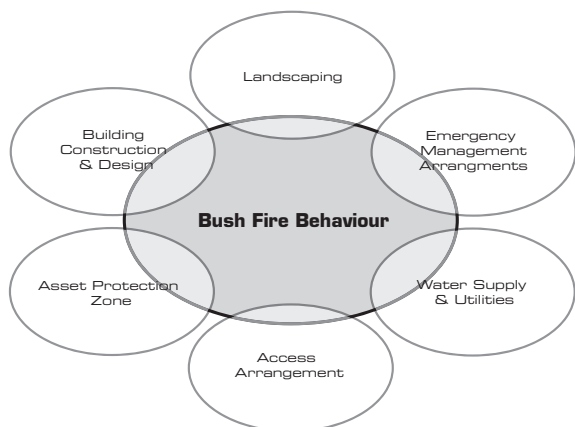 Landscaping
Building
Construction
& Design
Emergency
Management
Arrangments
Bush Fire Behaviour
Asset Protection
Zone
Water Supply
& Utilities
Access
Arrangement